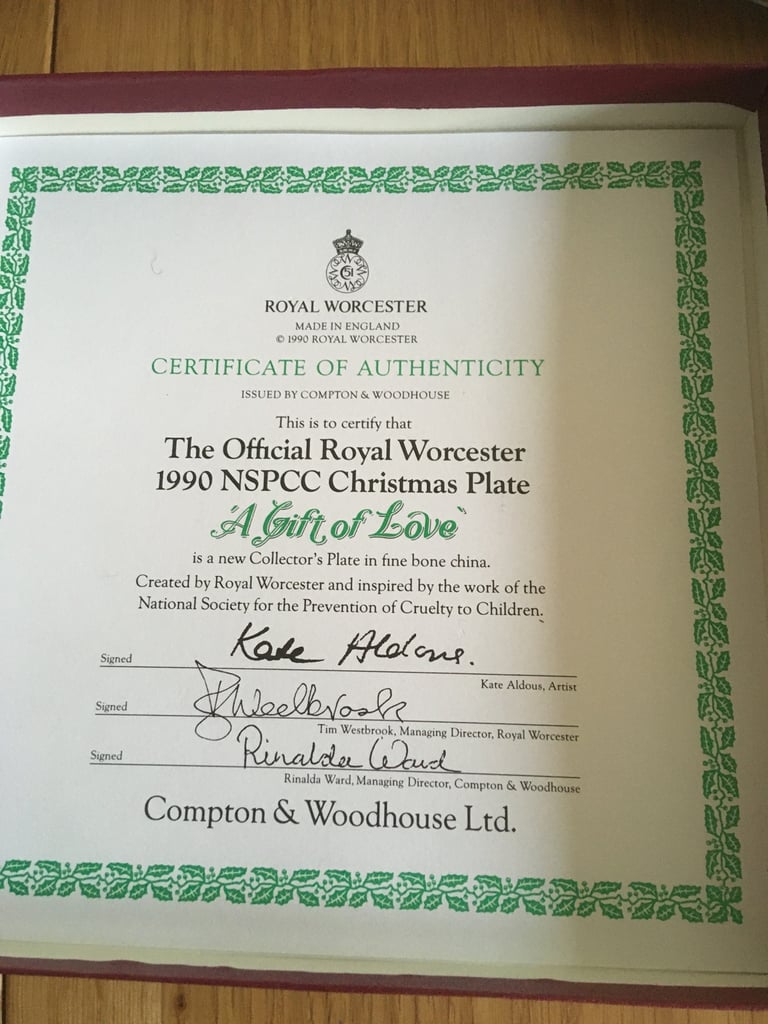 51
ROYAL WORCESTER
MADE IN ENGLAND
© 1990 ROYAL WORCESTER
CERTIFICATE OF AUTHENTICITY
ISSUED BY COMPTON & WOODHOUSE
This is to certify that
The Official Royal Worcester
1990 NSPCC Christmas Plate
'A Gift of Love'
is a new Collector's Plate in fine bone china.
Created by Royal Worcester and inspired by the work of the
National Society for the Prevention of Cruelty to Children.
Kate Aldous.
Signed
Kate Aldous, Artist
Signed
Tim Westbrook, Managing Director, Royal Worcester
Rinalda Ward
Signed
Rinalda Ward, Managing Director, Compton & Woodhouse
Compton & Woodhouse Ltd.